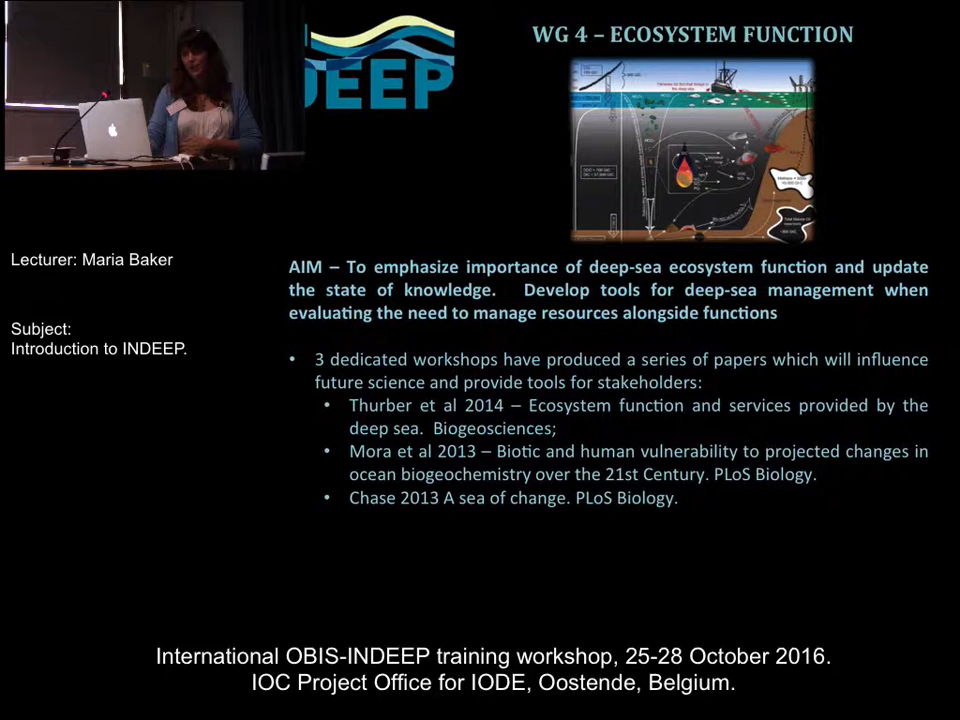 DEEP
WG 4 – ECOSYSTEM FUNCTION
Lecturer: Maria Baker
Subject:
Introduction to INDEEP.
AIM – To emphasize importance of deep-sea ecosystem function and update
the state of knowledge. Develop tools for deep-sea management when
evaluating the need to manage resources alongside functions
• 3 dedicated workshops have produced a series of papers which will influence
future science and provide tools for stakeholders:
• Thurber et al 2014 – Ecosystem function and services provided by the
deep sea. Biogeosciences;
• Mora et al 2013 – Biotic and human vulnerability to projected changes in
ocean biogeochemistry over the 21st Century. PLoS Biology.
• Chase 2013 A sea of change. PLoS Biology.
International OBIS-INDEEP training workshop, 25-28 October 2016.
IOC Project Office for IODE, Oostende, Belgium.